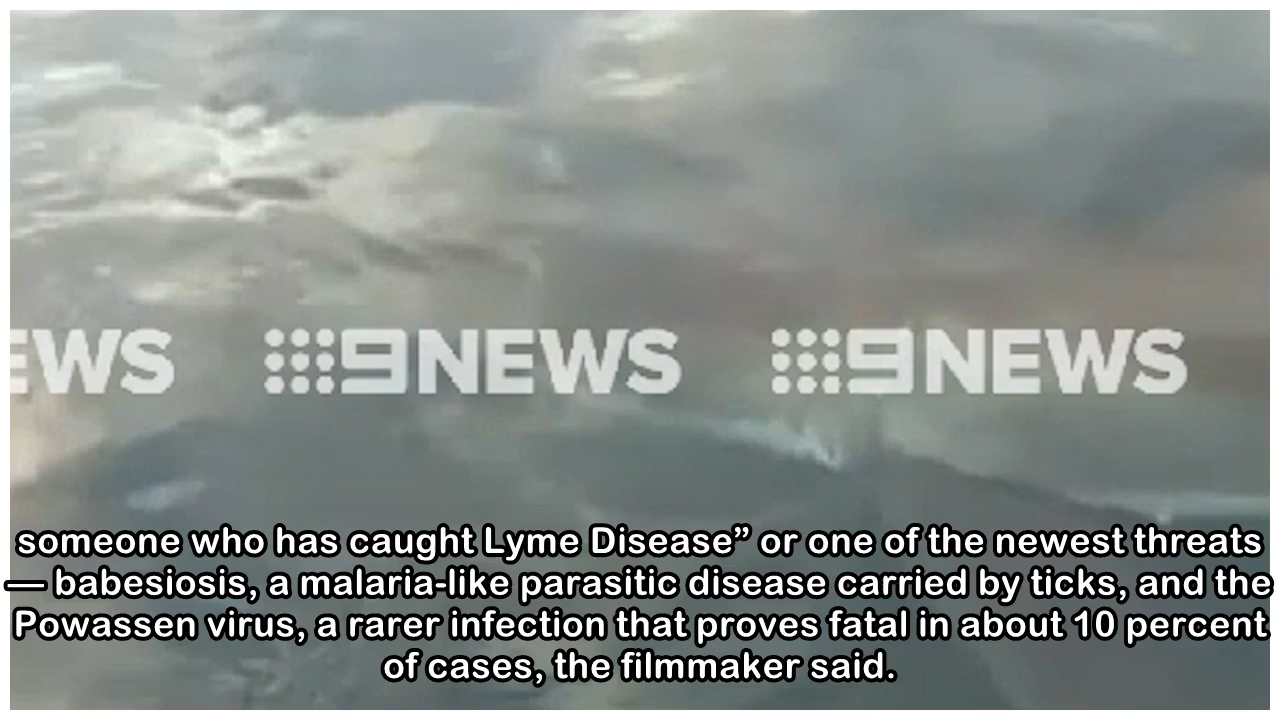 EWS 9NEWS 9NEWS
someone who has caught Lyme Disease” or one of the newest threats
— babesiosis, a malaria-like parasitic disease carried by ticks, and the
Powassen virus, a rarer infection that proves fatal in about 10 percent
of cases, the filmmaker said.